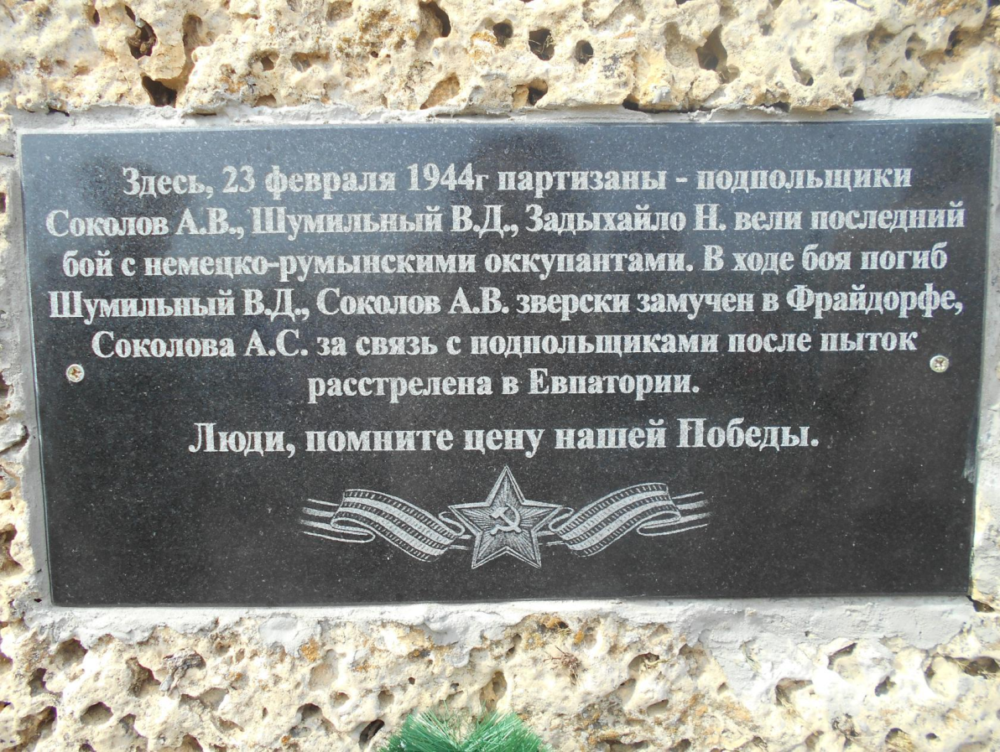 Здесь, 23 февраля 1944г партизаны - подпольщики
Соколов А.В., Шумильный В.Д., Задыхайло Н. вели последний
бой с немецко-румынскими оккупантами. В ходе боя погиб
Шумильный В.Д., Соколов А.В. зверски замучен в Фрайдорфе,
Соколова А.С. за связь с подпольщиками после пыток
расстрелена в Евпатории.
Люди, помните цену нашей Победы.